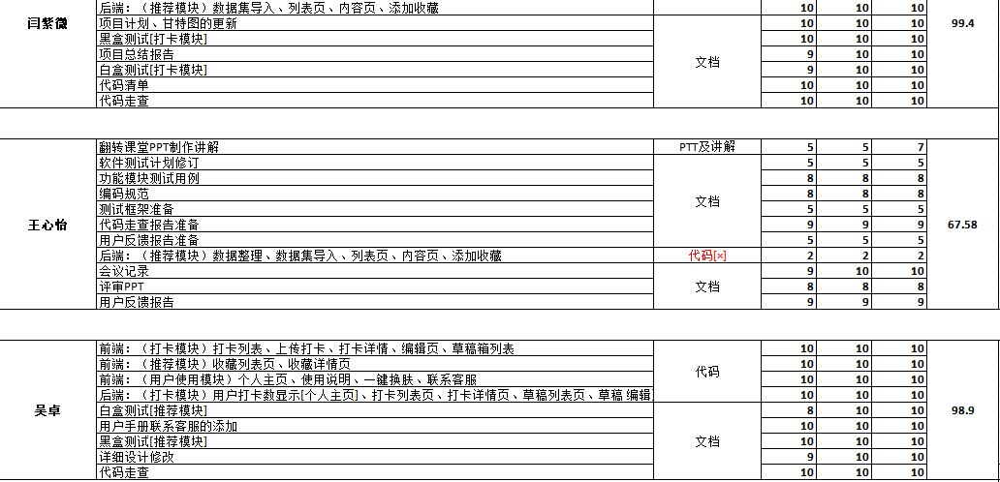 后端：（推荐模块）数据集导入、列表页、内容页、添加收藏 10 10 10
闫紫微 项目计划、甘特图的更新 10 10 10 99.4
黑盒测试[打卡模块] 10 10 10
项目总结报告 文档 9 10 10
白盒测试[打卡模块] 9 10 10
代码清单 10 10 10
代码走查 10 10 10
翻转课堂PPT制作讲解 PTT及讲解 5 5 7
软件测试计划修订 5 5 5
功能模块测试用例 8 8 8
编码规范 文档 8 8 8
测试框架准备 5 5 5
王心怡 代码走查报告准备 9 9 9 67.58
用户反馈报告准备 5 5 5
后端：（推荐模块）数据整理、数据集导入、列表页、内容页、添加收藏 代码[×] 2 2 2
会议记录 9 10 10
评审PPT 文档 8 8 8
用户反馈报告 9 9 9
前端：（打卡模块）打卡列表、上传打卡、打卡详情、编辑页、草稿箱列表 10 10 10
前端：（推荐模块）收藏列表页、收藏详情页 代码 10 10 10
前端：（用户使用模块）个人主页、使用说明、一键换肤、联系客服 10 10 10
后端：（打卡模块）用户打卡数显示[个人主页]、打卡列表页、打卡详情页、草稿列表页、草稿 编辑 10 10 10
吴卓 白盒测试[推荐模块] 8 10 10 98.9
用户手册联系客服的添加 10 10 10
黑盒测试[推荐模块] 文档 10 10 10
详细设计修改 9 10 10
代码走查 10 10 10